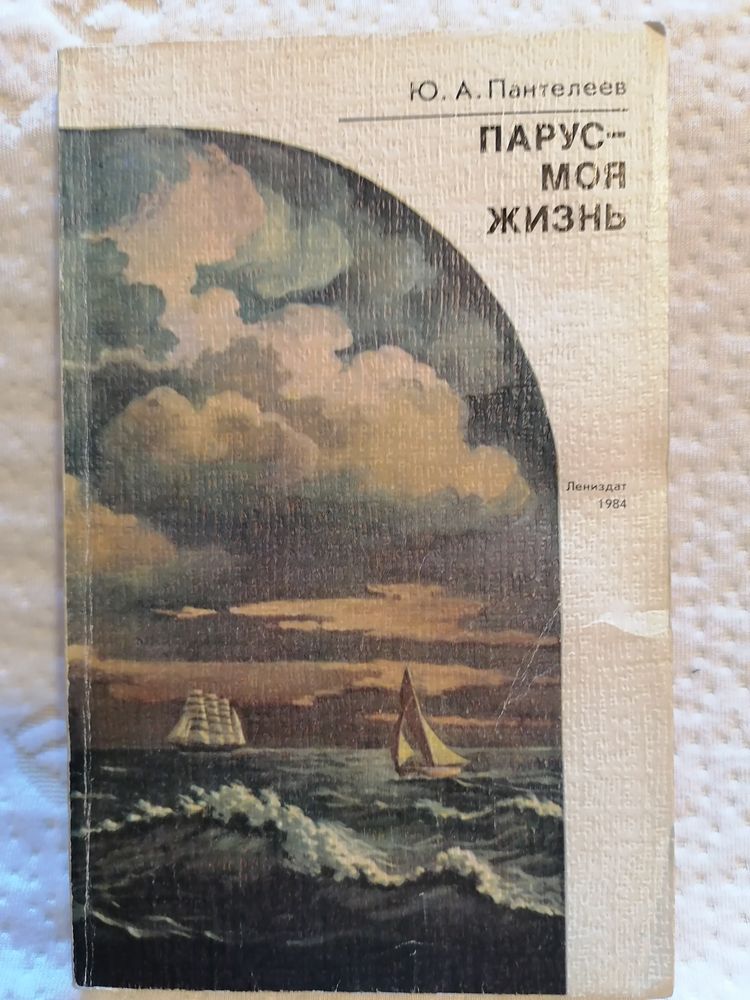 Ю. А. Пантелеев
ПАРУС—
МОЯ
ЖИЗНЬ
Лениздат
1984